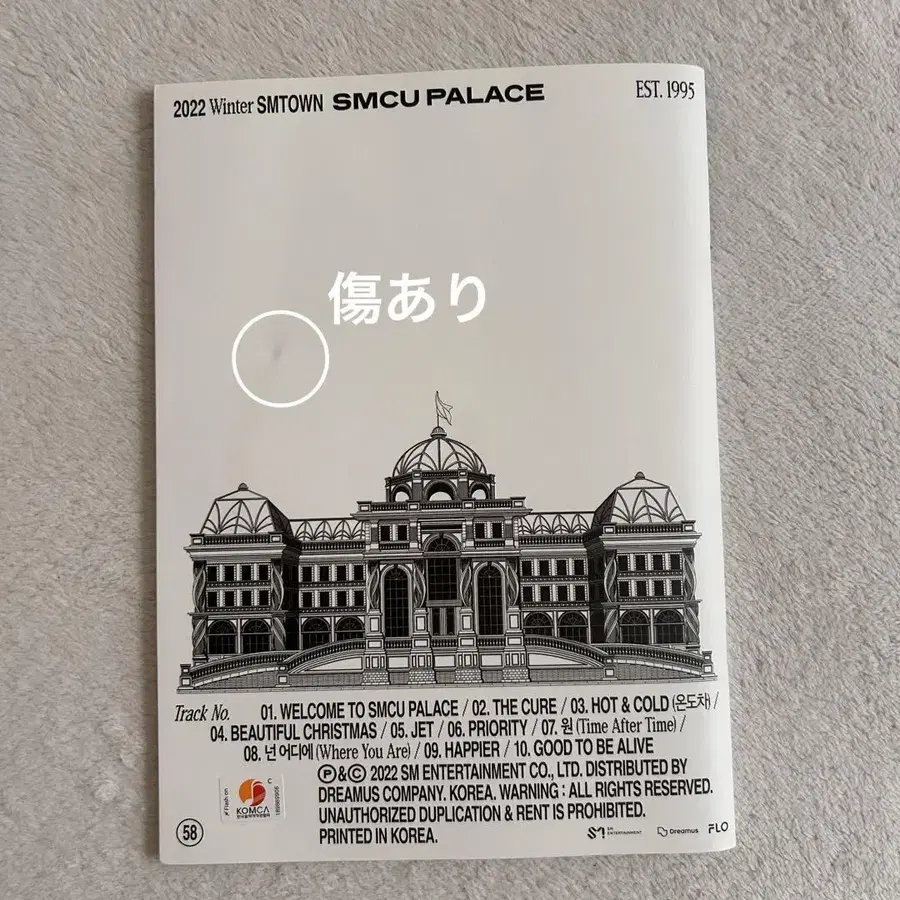 2022 Winter SMTOWN SMCU PALACE EST. 1995
傷あり
Track No. 01. WELCOME TO SMCU PALACE / 02. THE CURE / 03. HOT & COLD (온도차) /
04. BEAUTIFUL CHRISTMAS / 05. JET / 06. PRIORITY / 07. 원 (Time After Time) /
08. 넌 어디에 (Where You Are) / 09. HAPPIER / 10. GOOD TO BE ALIVE
Ⓟ&Ⓒ 2022 SM ENTERTAINMENT CO., LTD. DISTRIBUTED BY
DREAMUS COMPANY. KOREA. WARNING : ALL RIGHTS RESERVED.
UNAUTHORIZED DUPLICATION & RENT IS PROHIBITED.
PRINTED IN KOREA.
Flash on
KOMCA
58
SM ENTERTAINMENT
Dreamus
FLO